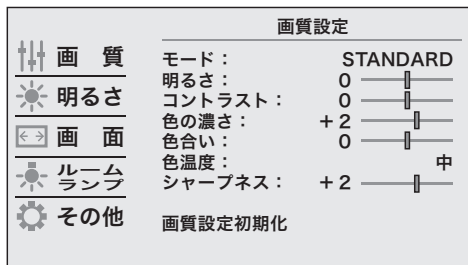 画質設定
画 質
明るさ
画 面
ルーム
ランプ
その他
モード： STANDARD
明るさ： 0
コントラスト： 0
色の濃さ： +2
色合い： 0
色温度： 中
シャープネス： +2
画質設定初期化